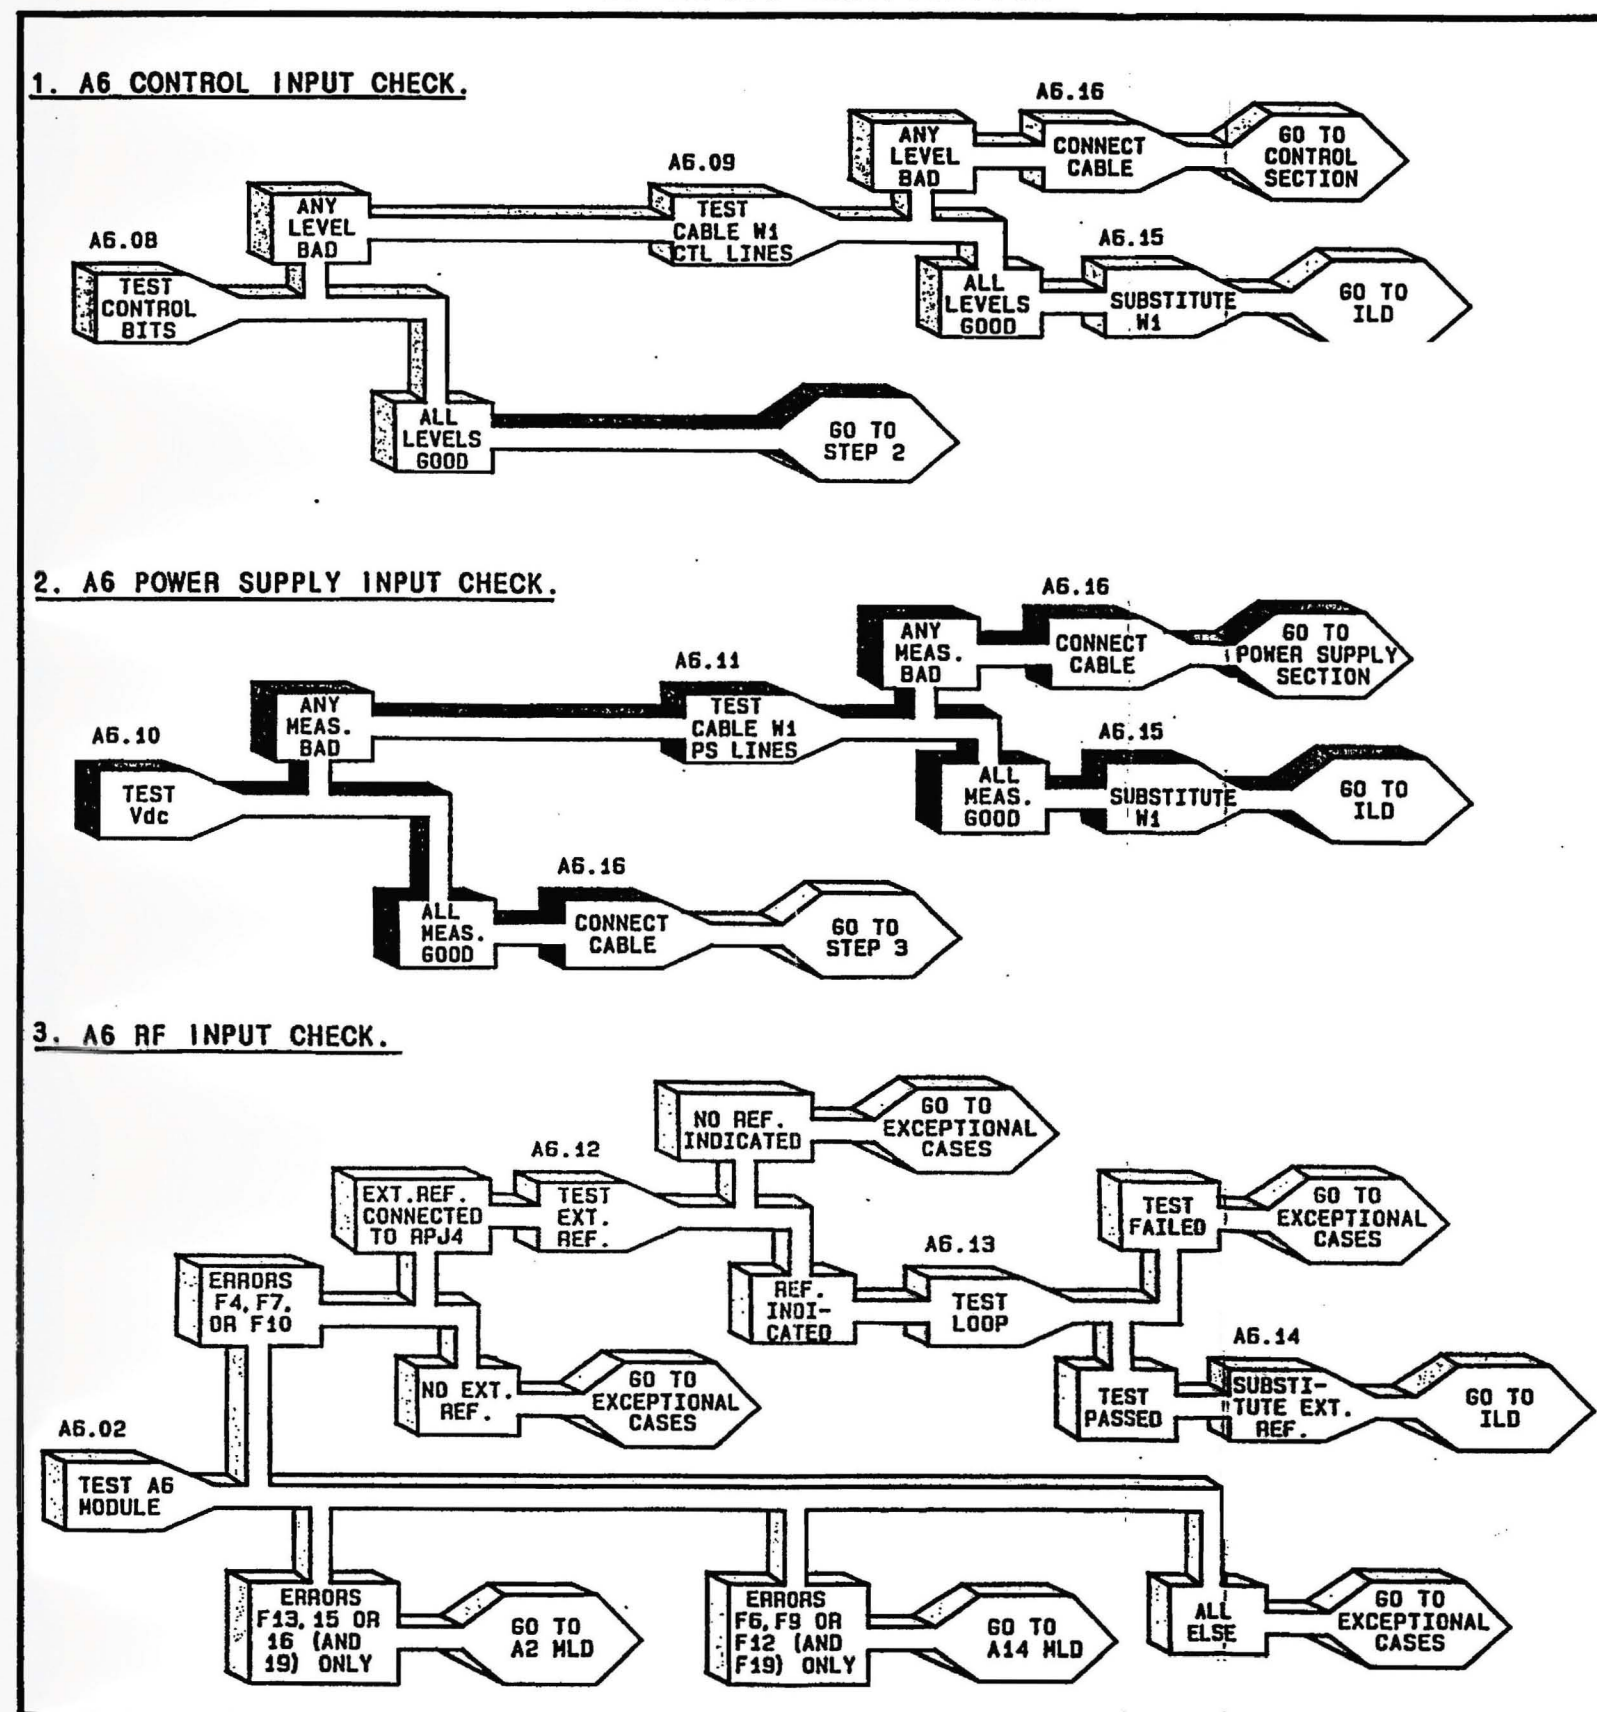 1. A6 CONTROL INPUT CHECK.
A6.08
TEST
CONTROL
BITS
ANY
LEVEL
BAD
A6.09
TEST
CABLE W1
CTL LINES
ANY
LEVEL
BAD
A6.16
CONNECT
CABLE
GO TO
CONTROL
SECTION
ALL
LEVELS
GOOD
A6.15
SUBSTITUTE
W1
GO TO
ILD
ALL
LEVELS
GOOD
GO TO
STEP 2
2. A6 POWER SUPPLY INPUT CHECK.
A6.10
TEST
Vdc
ANY
MEAS.
BAD
A6.11
TEST
CABLE W1
PS LINES
ANY
MEAS.
BAD
A6.16
CONNECT
CABLE
GO TO
POWER SUPPLY
SECTION
ALL
MEAS.
GOOD
A6.15
SUBSTITUTE
W1
GO TO
ILD
ALL
MEAS.
GOOD
A6.16
CONNECT
CABLE
GO TO
STEP 3
3. A6 RF INPUT CHECK.
A6.02
TEST A6
MODULE
ERRORS
F4, F7,
OR F10
EXT.REF.
CONNECTED
TO RPJ4
A6.12
TEST
EXT.
REF.
NO REF.
INDICATED
GO TO
EXCEPTIONAL
CASES
REF.
INDI-
CATED
A6.13
TEST
LOOP
TEST
FAILED
GO TO
EXCEPTIONAL
CASES
TEST
PASSED
A6.14
SUBSTI-
TUTE EXT.
REF.
GO TO
ILD
NO EXT.
REF.
GO TO
EXCEPTIONAL
CASES
ERRORS
F13, 15 OR
16 (AND
19) ONLY
GO TO
A2 MLD
ERRORS
F6, F9 OR
F12 (AND
F19) ONLY
GO TO
A14 MLD
ALL
ELSE
GO TO
EXCEPTIONAL
CASES